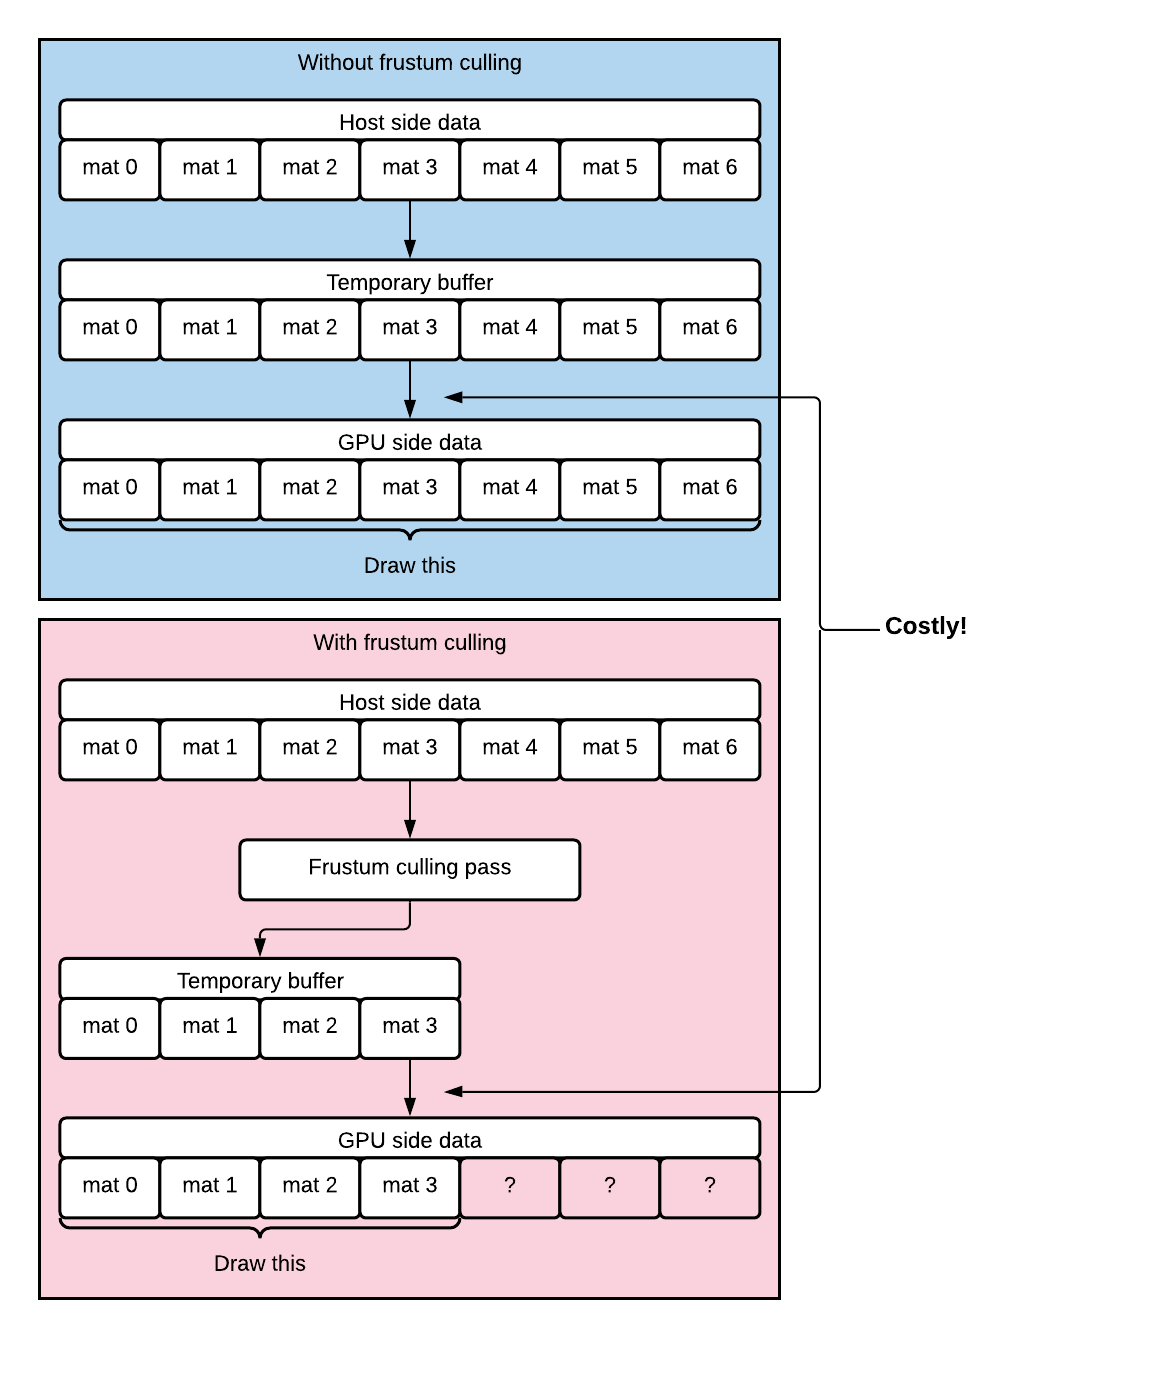 Without frustum culling
Host side data
mat 0 mat 1 mat 2 mat 3 mat 4 mat 5 mat 6
Temporary buffer
mat 0 mat 1 mat 2 mat 3 mat 4 mat 5 mat 6
GPU side data
mat 0 mat 1 mat 2 mat 3 mat 4 mat 5 mat 6
Draw this
Costly!
With frustum culling
Host side data
mat 0 mat 1 mat 2 mat 3 mat 4 mat 5 mat 6
Frustum culling pass
Temporary buffer
mat 0 mat 1 mat 2 mat 3
GPU side data
mat 0 mat 1 mat 2 mat 3 ? ? ?
Draw this